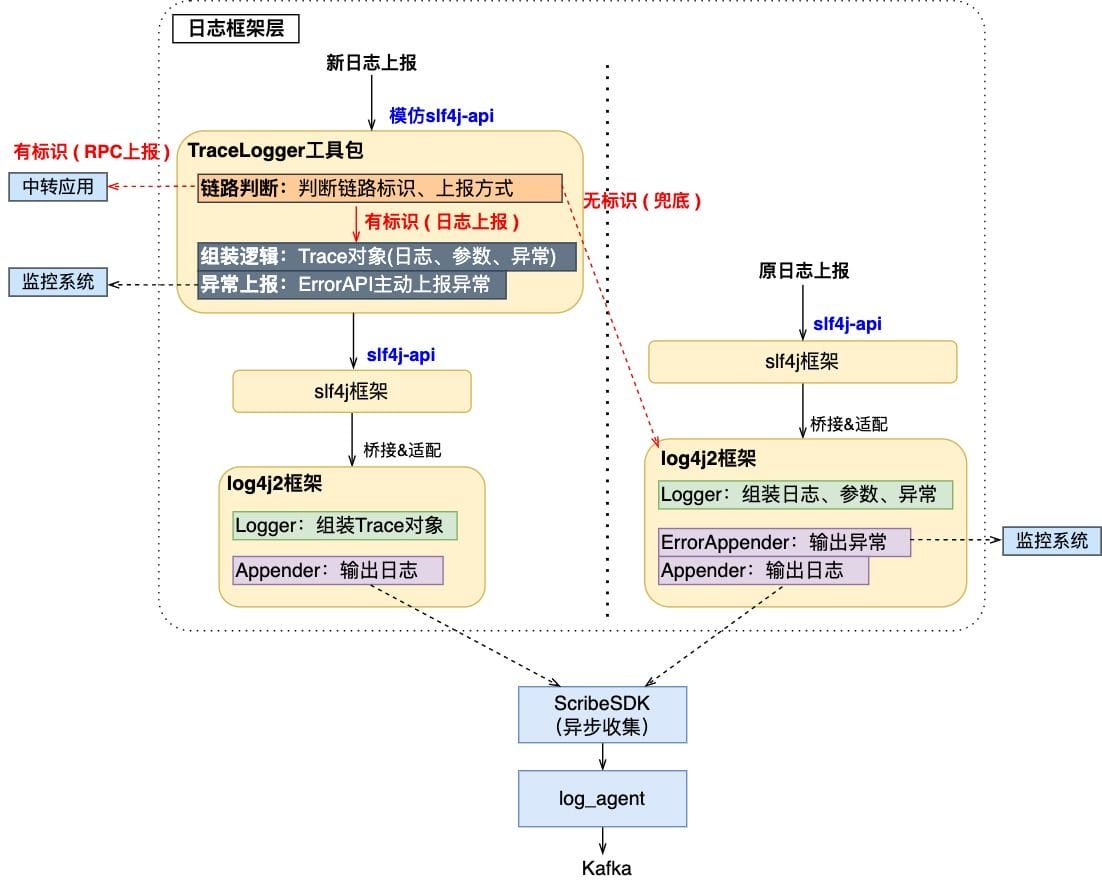 日志框架层
新日志上报
模仿slf4j-api
有标识 ( RPC上报 )
TraceLogger工具包
中转应用
链路判断：判断链路标识、上报方式
无标识 ( 兜底 )
有标识 ( 日志上报 )
组装逻辑：Trace对象(日志、参数、异常)
监控系统
异常上报：ErrorAPI主动上报异常
slf4j-api
slf4j框架
桥接&适配
log4j2框架
Logger：组装Trace对象
Appender：输出日志
原日志上报
slf4j-api
slf4j框架
桥接&适配
log4j2框架
Logger：组装日志、参数、异常
ErrorAppender：输出异常
监控系统
Appender：输出日志
ScribeSDK
（异步收集）
log_agent
Kafka